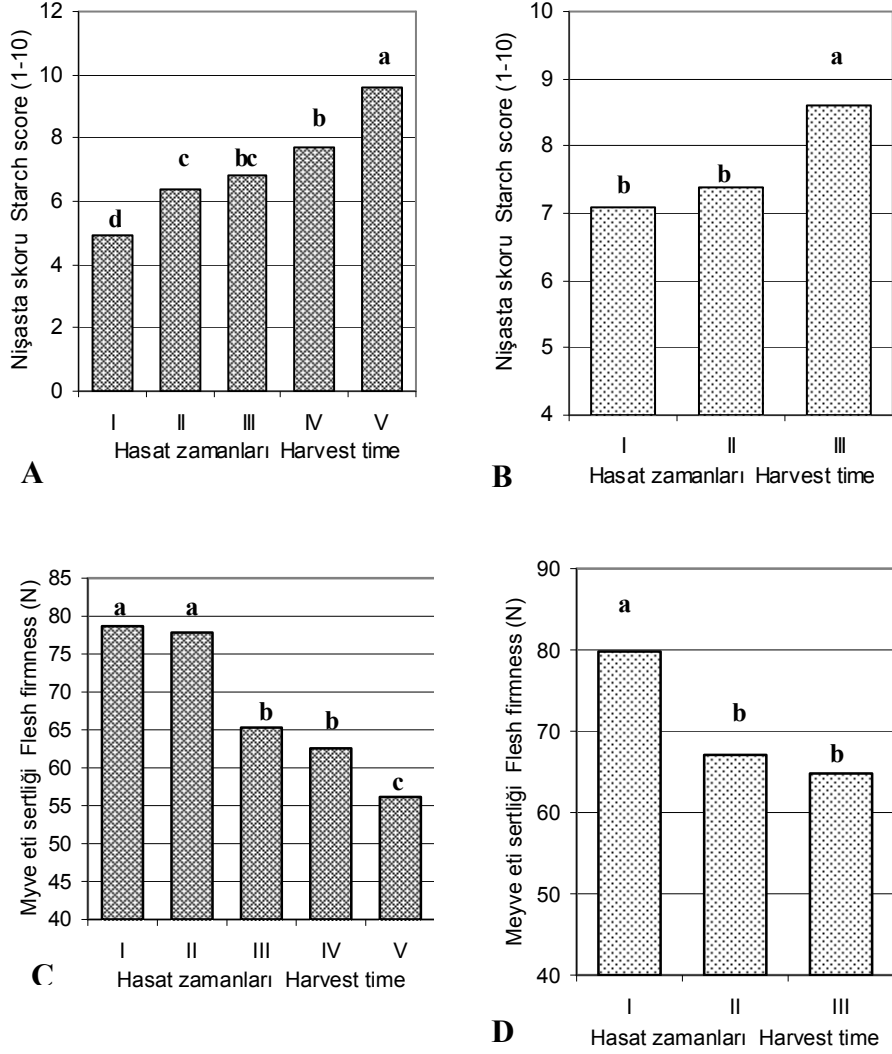 Nişasta skoru Starch score (1-10)
12
10
8
6
4
2
0
d
c
bc
b
a
I II III IV V
Hasat zamanları Harvest time
A
Nişasta skoru Starch score (1-10)
10
9
8
7
6
5
4
b
b
a
I II III
Hasat zamanları Harvest time
B
Myve eti sertliği Flesh firmness (N)
85
80
75
70
65
60
55
50
45
40
a
a
b
b
c
I II III IV V
Hasat zamanları Harvest time
C
Meyve eti sertliği Flesh firmness (N)
90
80
70
60
50
40
a
b
b
I II III
Hasat zamanları Harvest time
D